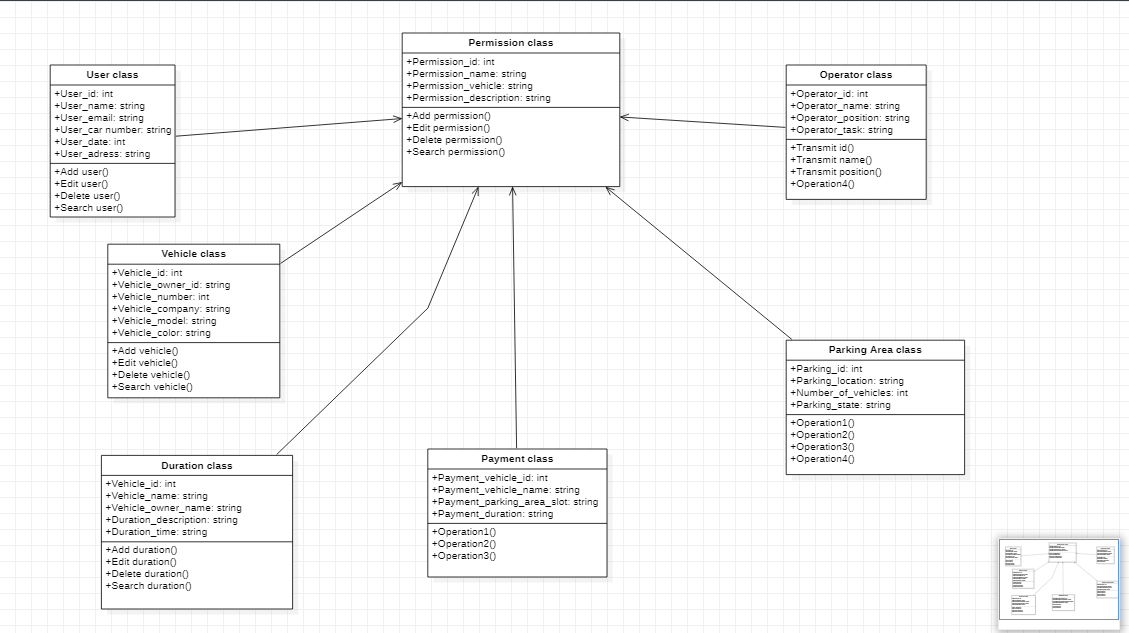 Permission class
+Permission_id: int
+Permission_name: string
+Permission_vehicle: string
+Permission_description: string
+Add permission()
+Edit permission()
+Delete permission()
+Search permission()
User class
+User_id: int
+User_name: string
+User_email: string
+User_car number: string
+User_date: int
+User_adress: string
+Add user()
+Edit user()
+Delete user()
+Search user()
Operator class
+Operator_id: int
+Operator_name: string
+Operator_position: string
+Operator_task: string
+Transmit id()
+Transmit name()
+Transmit position()
+Operation4()
Vehicle class
+Vehicle_id: int
+Vehicle_owner_id: string
+Vehicle_number: int
+Vehicle_company: string
+Vehicle_model: string
+Vehicle_color: string
+Add vehicle()
+Edit vehicle()
+Delete vehicle()
+Search vehicle()
Parking Area class
+Parking_id: int
+Parking_location: string
+Number_of_vehicles: int
+Parking_state: string
+Operation1()
+Operation2()
+Operation3()
+Operation4()
Duration class
+Vehicle_id: int
+Vehicle_name: string
+Vehicle_owner_name: string
+Duration_description: string
+Duration_time: string
+Add duration()
+Edit duration()
+Delete duration()
+Search duration()
Payment class
+Payment_vehicle_id: int
+Payment_vehicle_name: string
+Payment_parking_area_slot: string
+Payment_duration: string
+Operation1()
+Operation2()
+Operation3()